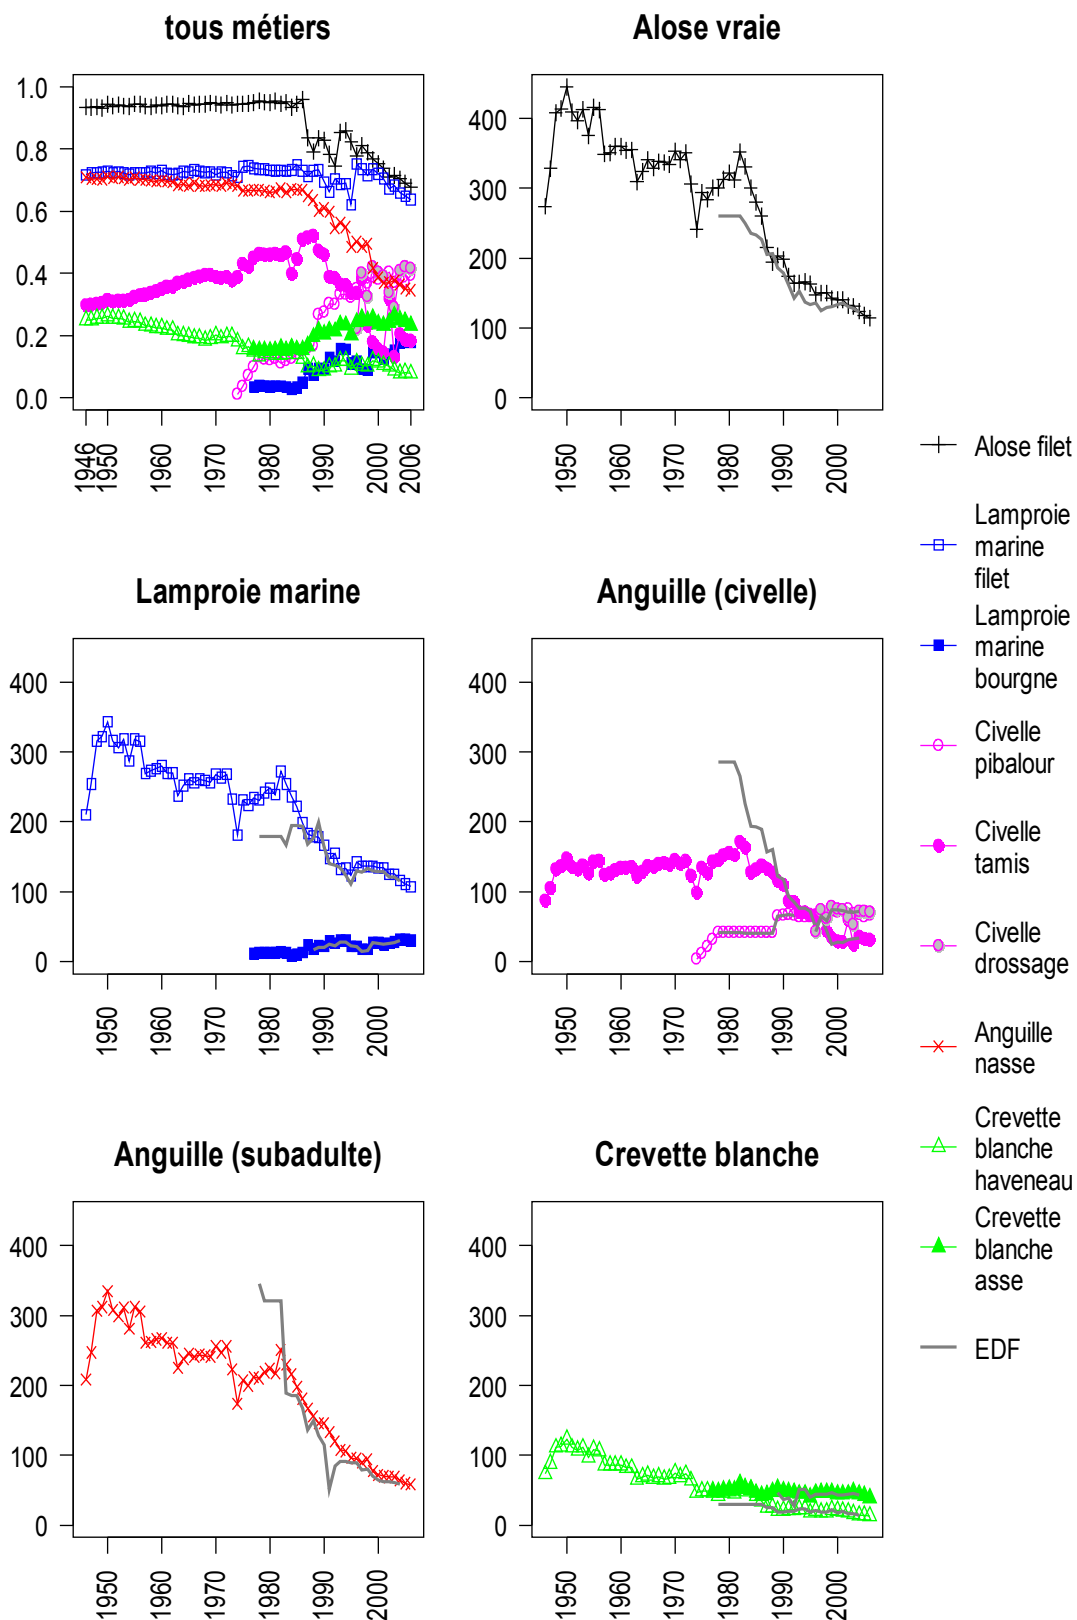 tous métiers
1.0
0.8
0.6
0.4
0.2
0.0
1946
1950
1960
1970
1980
1990
2000
2006
Alose vraie
400
300
200
100
0
1950
1960
1970
1980
1990
2000
Lamproie marine
400
300
200
100
0
1950
1960
1970
1980
1990
2000
Anguille (civelle)
400
300
200
100
0
1950
1960
1970
1980
1990
2000
Anguille (subadulte)
400
300
200
100
0
1950
1960
1970
1980
1990
2000
Crevette blanche
400
300
200
100
0
1950
1960
1970
1980
1990
2000
Alose filet
Lamproie
marine
filet
Lamproie
marine
bourgne
Civelle
pibalour
Civelle
tamis
Civelle
drossage
Anguille
nasse
Crevette
blanche
haveneau
Crevette
blanche
asse
EDF